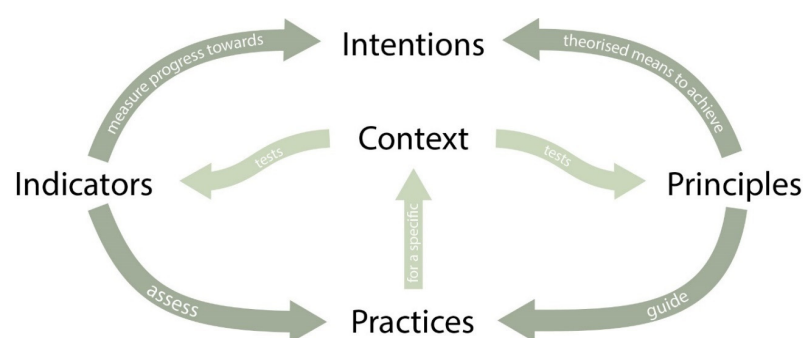 measure progress towards
Intentions
theorised means to achieve
tests
Context
tests
Indicators
Principles
for a specific
assess
Practices
guide